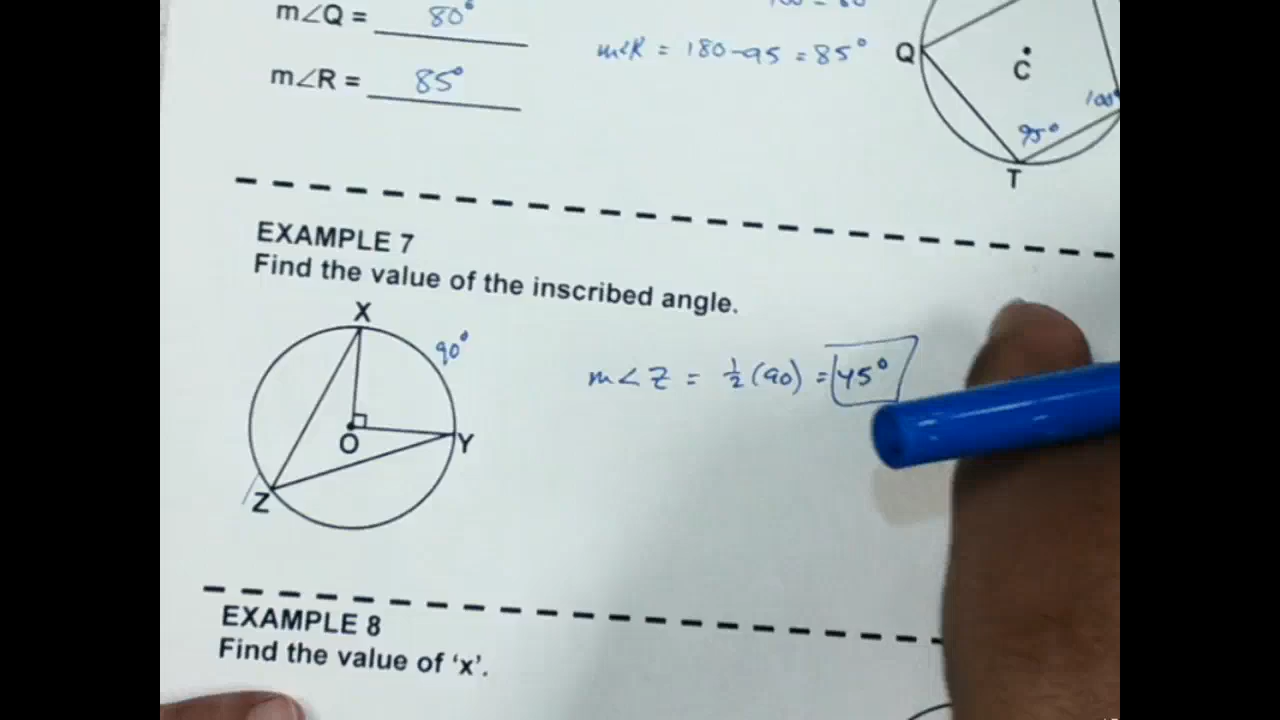 m∠Q = 80°
m∠R = 85°
m∠R = 180-95 = 85°
Q
C
100°
95°
T
EXAMPLE 7
Find the value of the inscribed angle.
X
90°
O
Y
Z
m∠Z = ½(90) = 45°
EXAMPLE 8
Find the value of ‘x’.